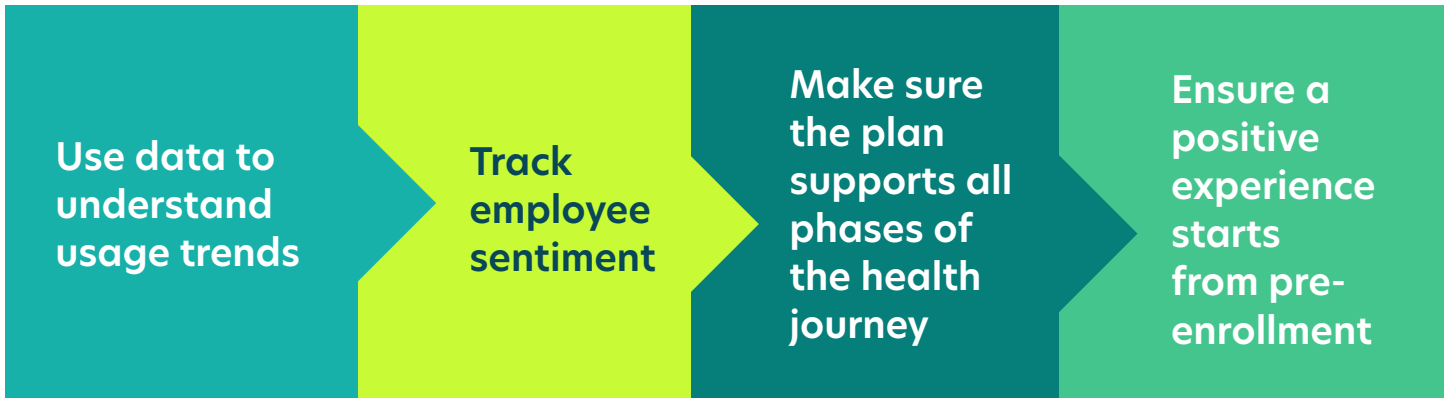 Use data to
understand
usage trends
Track
employee
sentiment
Make sure
the plan
supports all
phases of
the health
journey
Ensure a
positive
experience
starts
from pre-
enrollment